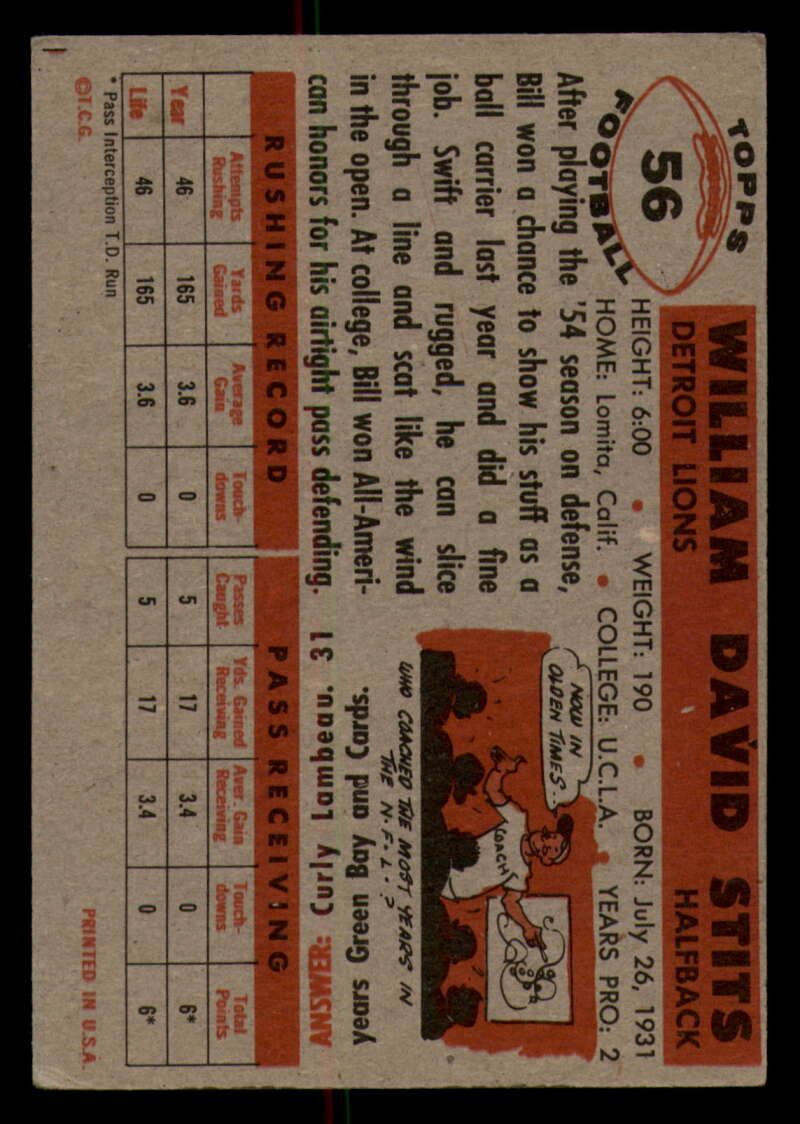 TOPPS
56
FOOTBALL
WILLIAM DAVID STITS
DETROIT LIONS HALFBACK
HEIGHT: 6:00 • WEIGHT: 190 • BORN: July 26, 1931
HOME: Lomita, Calif. • COLLEGE: U.C.L.A. • YEARS PRO: 2
After playing the '54 season on defense,
Bill won a chance to show his stuff as a
ball carrier last year and did a fine
job. Swift and rugged, he can slice
through a line and scat like the wind
in the open. At college, Bill won All-Ameri-
can honors for his airtight pass defending.
NOW IN
OLDEN TIMES...
COACH
WHO COACHED THE MOST YEARS IN
THE N.F.L.?
ANSWER: Curly Lambeau. 31
years Green Bay and Cards.
RUSHING RECORD PASS RECEIVING
Attempts Rushing Yards Gained Average Gain Touch-downs Passes Caught Yds. Gained Receiving Aver. Gain Receiving Touch-downs Total Points
Year 46 165 3.6 0 5 17 3.4 0 6*
Life 46 165 3.6 0 5 17 3.4 0 6*
* Pass Interception T.D. Run
©T.C.G. PRINTED IN U.S.A.